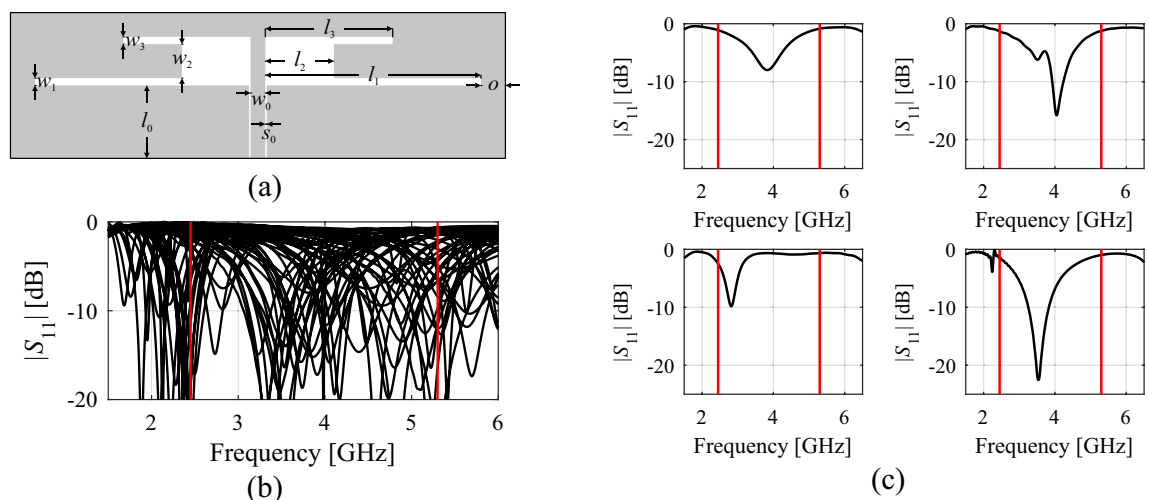 l3
w3
w2
l2
l1
w1
o
w0
l0
s0
(a)
0
-10
-20
|S11| [dB]
2 3 4 5 6
Frequency [GHz]
(b)
0
-10
-20
|S11| [dB]
2 4 6
Frequency [GHz]
0
-10
-20
|S11| [dB]
2 4 6
Frequency [GHz]
0
-10
-20
|S11| [dB]
2 4 6
Frequency [GHz]
0
-10
-20
|S11| [dB]
2 4 6
Frequency [GHz]
(c)